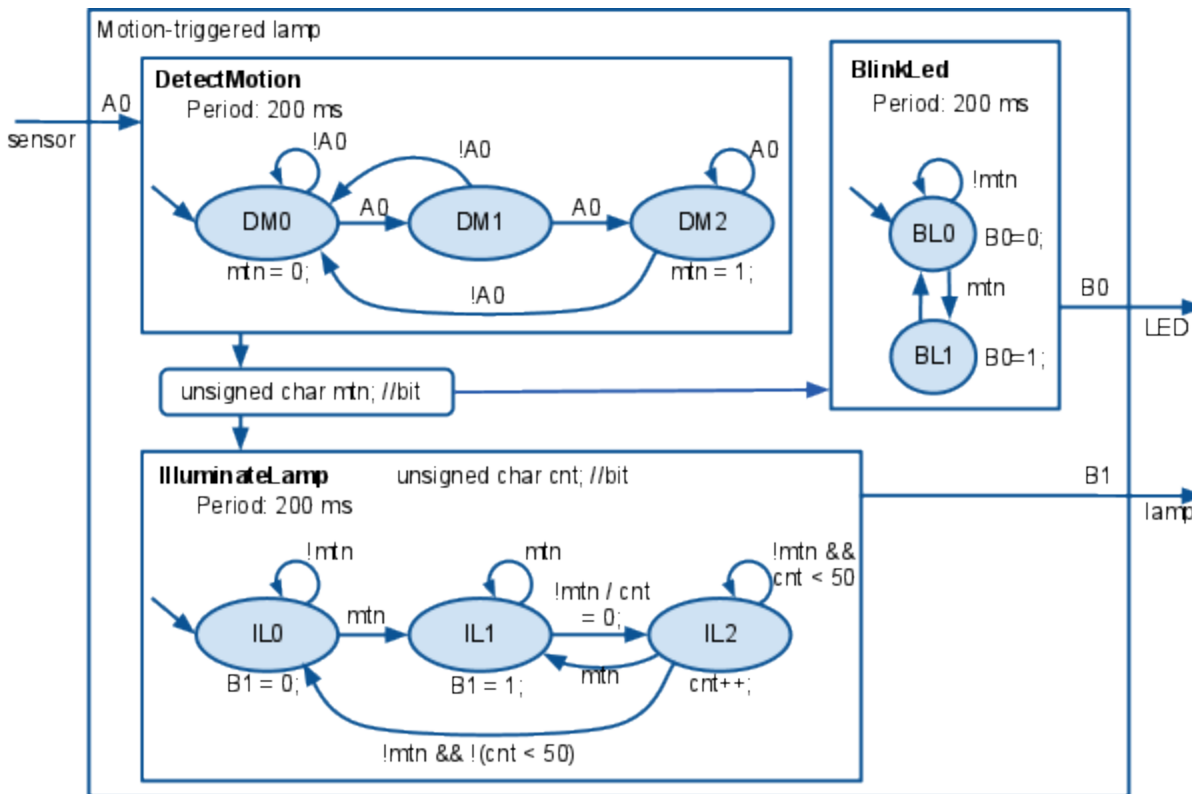 Motion-triggered lamp
DetectMotion
Period: 200 ms
A0
sensor
!A0
!A0
A0
DM0
A0
DM1
A0
DM2
mtn = 0;
mtn = 1;
!A0
BlinkLed
Period: 200 ms
!mtn
BL0
B0=0;
mtn
BL1
B0=1;
B0
LED
unsigned char mtn; //bit
IlluminateLamp
unsigned char cnt; //bit
Period: 200 ms
B1
lamp
!mtn
mtn
!mtn &&
cnt < 50
!mtn / cnt
= 0;
IL0
mtn
IL1
IL2
mtn
B1 = 0;
B1 = 1;
cnt++;
!mtn && !(cnt < 50)